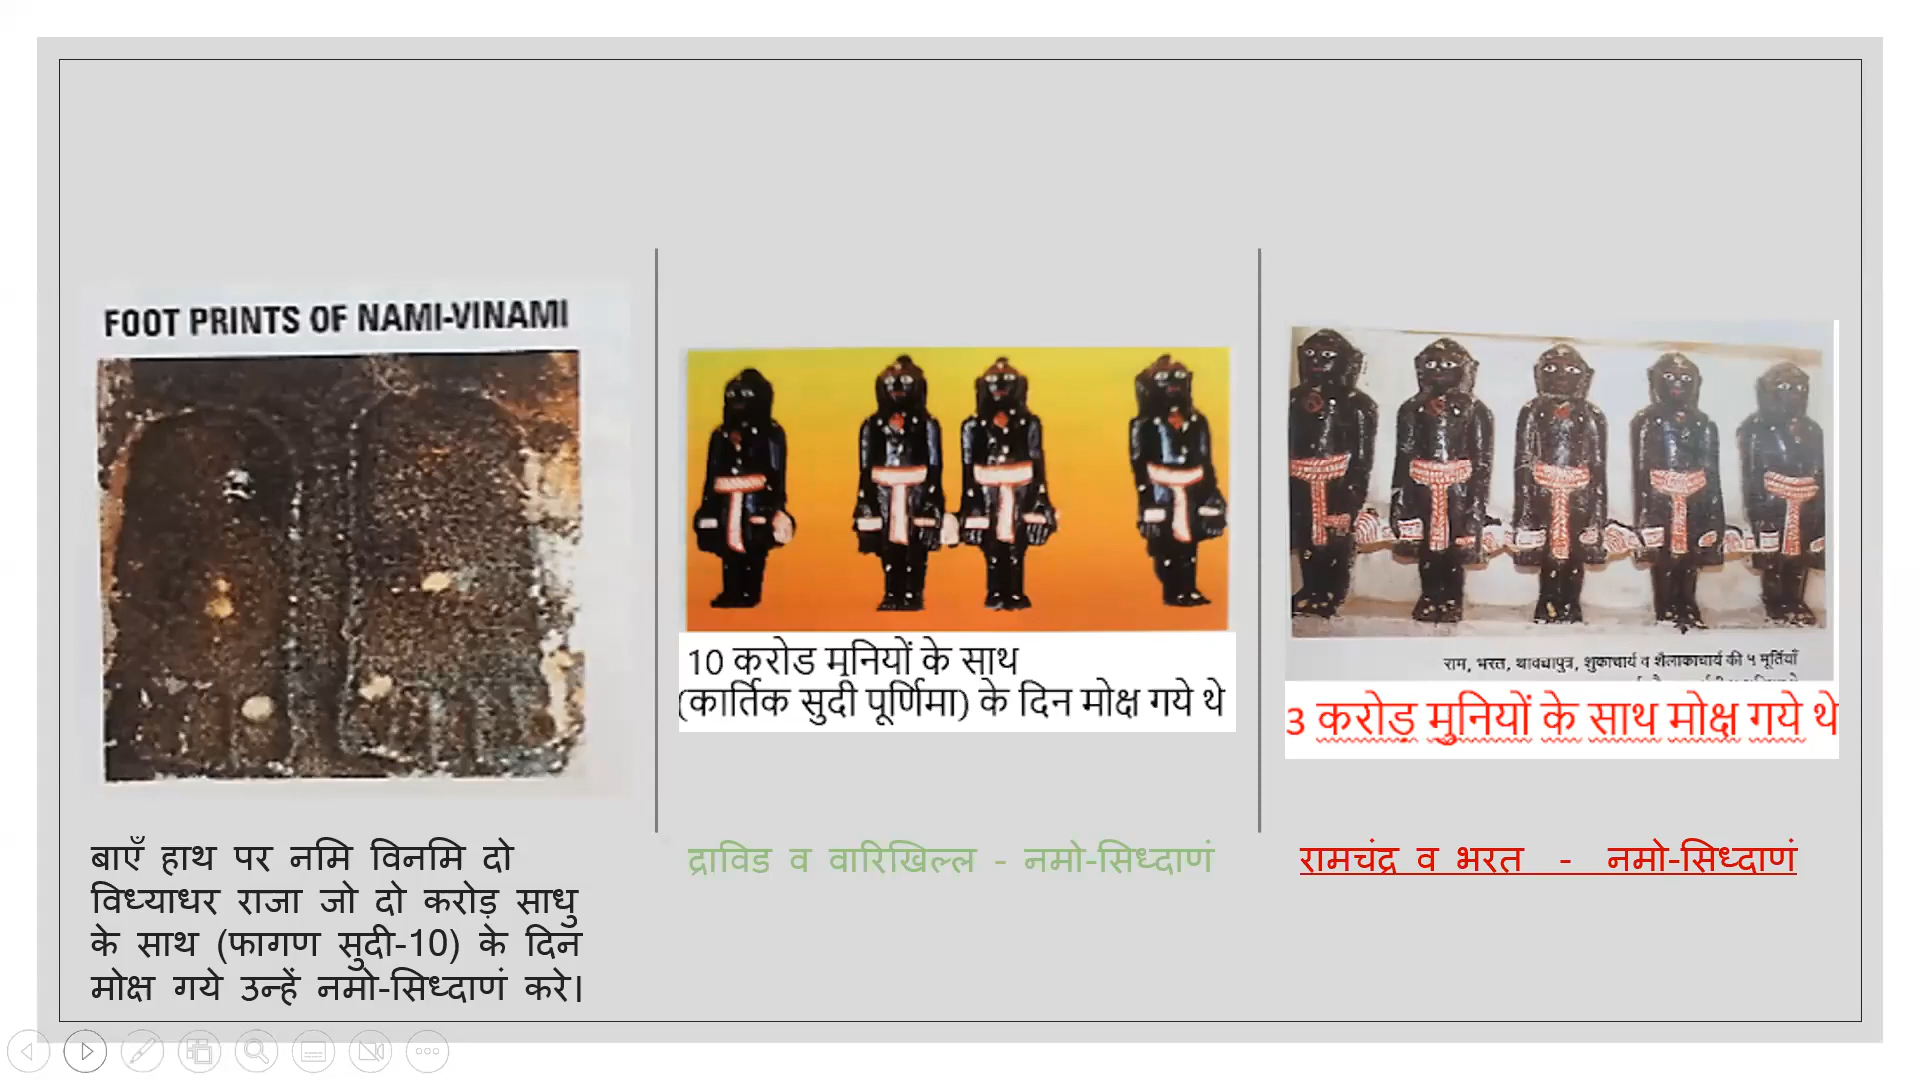 FOOT PRINTS OF NAMI-VINAMI
बाएँ हाथ पर नमि विनमि दो
विध्याधर राजा जो दो करोड़ साधु
के साथ (फागण सुदी-10) के दिन
मोक्ष गये उन्हें नमो-सिध्दाणं करे।
10 करोड मुनियों के साथ
(कार्तिक सुदी पूर्णिमा) के दिन मोक्ष गये थे
द्राविड व वारिखिल्ल - नमो-सिध्दाणं
राम, भरत, थावच्चापुत्र, शुकाचार्य व शैलाकाचार्य की ५ मूर्तियाँ
3 करोड़ मुनियों के साथ मोक्ष गये थे
रामचंद्र व भरत - नमो-सिध्दाणं